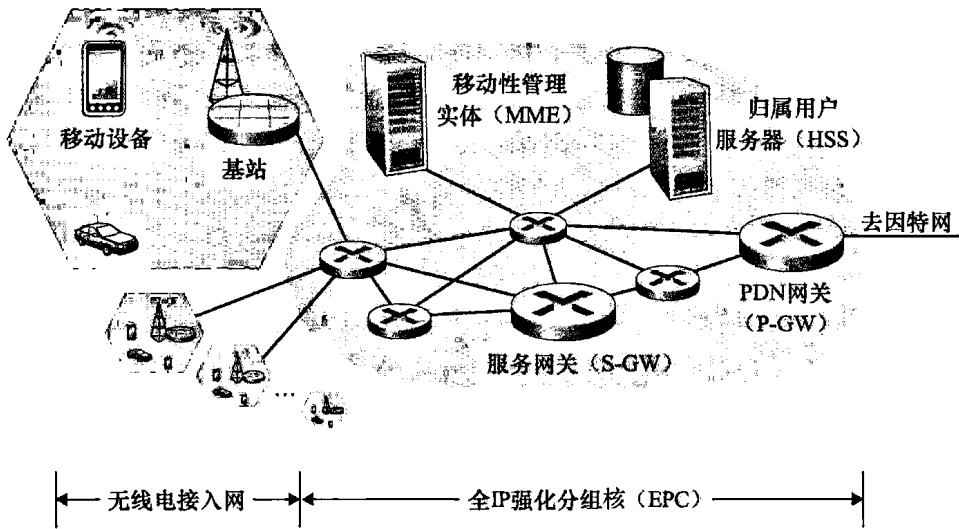 移动设备
基站
移动性管理
实体（MME）
归属用户
服务器（HSS）
去因特网
PDN网关
（P-GW）
服务网关（S-GW）
...
无线电接入网
全IP强化分组核（EPC）